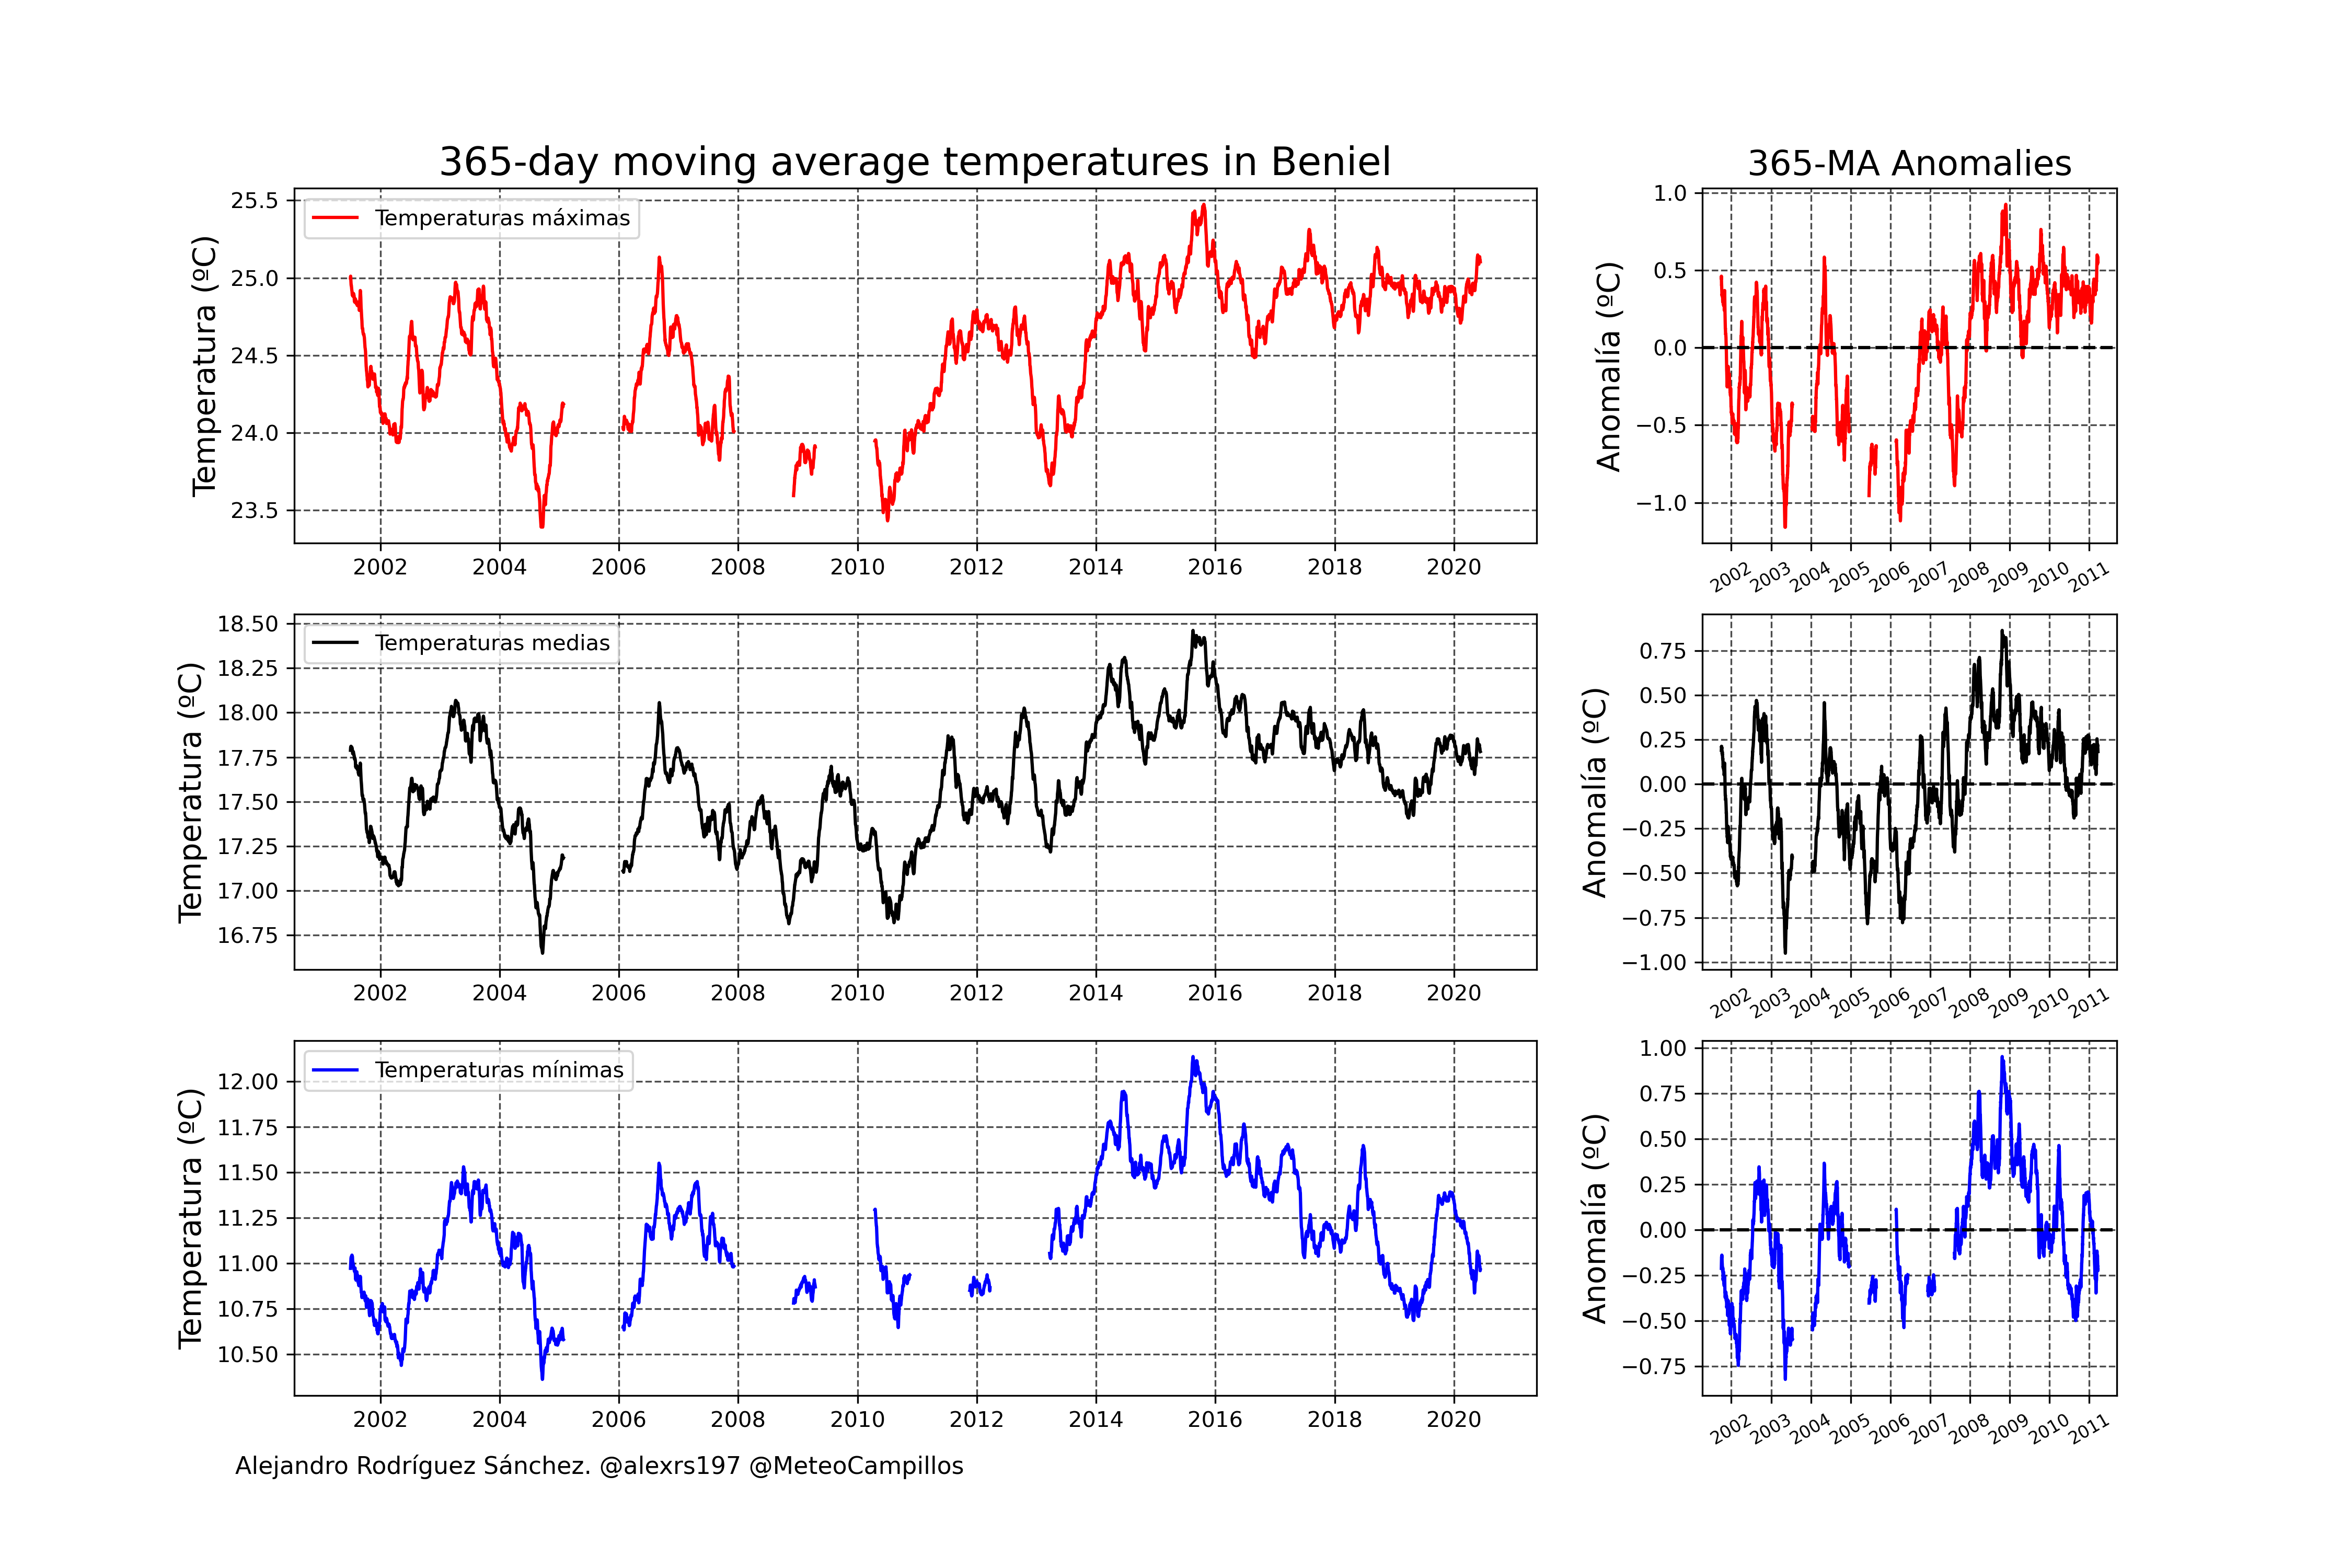 365-day moving average temperatures in Beniel
365-MA Anomalies
Temperatura (ºC)
25.5
25.0
24.5
24.0
23.5
Temperaturas máximas
2002 2004 2006 2008 2010 2012 2014 2016 2018 2020
Anomalía (ºC)
1.0
0.5
0.0
−0.5
−1.0
2002 2003 2004 2005 2006 2007 2008 2009 2010 2011
Temperatura (ºC)
18.50
18.25
18.00
17.75
17.50
17.25
17.00
16.75
Temperaturas medias
2002 2004 2006 2008 2010 2012 2014 2016 2018 2020
Anomalía (ºC)
0.75
0.50
0.25
0.00
−0.25
−0.50
−0.75
−1.00
2002 2003 2004 2005 2006 2007 2008 2009 2010 2011
Temperatura (ºC)
12.00
11.75
11.50
11.25
11.00
10.75
10.50
Temperaturas mínimas
2002 2004 2006 2008 2010 2012 2014 2016 2018 2020
Anomalía (ºC)
1.00
0.75
0.50
0.25
0.00
−0.25
−0.50
−0.75
2002 2003 2004 2005 2006 2007 2008 2009 2010 2011
Alejandro Rodríguez Sánchez. @alexrs197 @MeteoCampillos